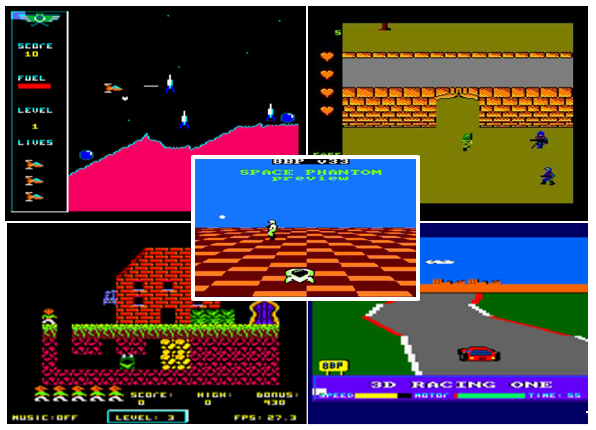 SCORE
10
FUEL
LEVEL
1
LIVES
S
8BP V33
SPACE PHANTOM
preview
SCORE: 0
HIGH: 0
BONUS: 930
MUSIC:OFF
LEVEL: 3
FPS: 27.3
8BP
3D RACING ONE
SPEED
MOTOR
TIME: 55